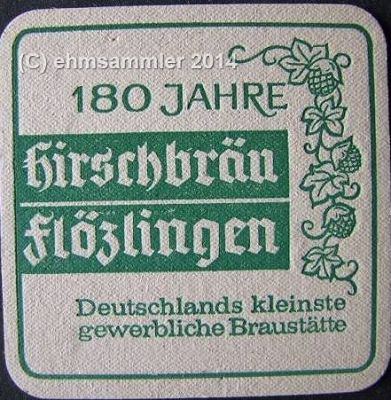 (C) ehmsammler 2014
180 JAHRE
Hirschbräu
Flözlingen
Deutschlands kleinste
gewerbliche Braustätte